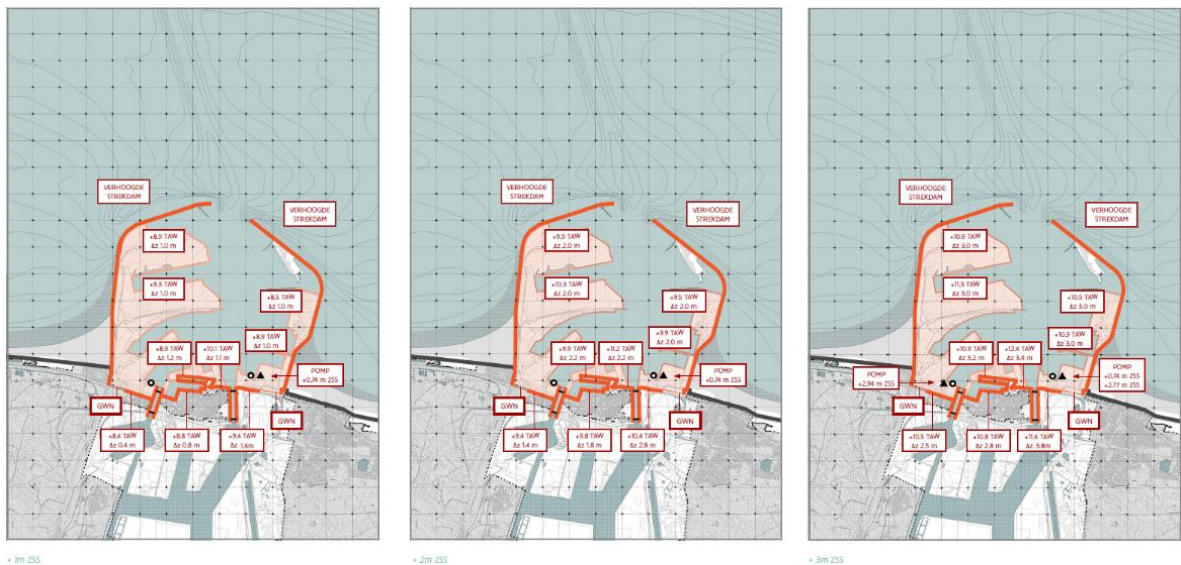 VERHOOGDE
STREKDAM
VERHOOGDE
STREKDAM
+8.9 TAW
Δz 1.0 m
+9.3 TAW
Δz 1.0 m
+8.5 TAW
Δz 1.0 m
+8.9 TAW
Δz 1.0 m
+8.9 TAW
Δz 1.2 m
+10.1 TAW
Δz 1.1 m
POMP
+0.74 m ZSS
GWN
GWN
+8.4 TAW
Δz 0.4 m
+8.8 TAW
Δz 0.8 m
+9.4 TAW
Δz 1.6m
+ 1m ZSS
VERHOOGDE
STREKDAM
VERHOOGDE
STREKDAM
+9.9 TAW
Δz 2.0 m
+10.3 TAW
Δz 2.0 m
+9.5 TAW
Δz 2.0 m
+9.9 TAW
Δz 2.0 m
+9.9 TAW
Δz 2.2 m
+11.2 TAW
Δz 2.2 m
POMP
+0.74 m ZSS
GWN
GWN
+9.4 TAW
Δz 1.4 m
+9.8 TAW
Δz 1.8 m
+10.4 TAW
Δz 2.8 m
+ 2m ZSS
VERHOOGDE
STREKDAM
VERHOOGDE
STREKDAM
+10.9 TAW
Δz 3.0 m
+11.3 TAW
Δz 3.0 m
+10.5 TAW
Δz 3.0 m
+10.9 TAW
Δz 3.0 m
+10.9 TAW
Δz 3.2 m
+12.4 TAW
Δz 3.4 m
POMP
+2.94 m ZSS
POMP
+0.74 m ZSS
+2.77 m ZSS
GWN
GWN
+10.5 TAW
Δz 2.5 m
+10.8 TAW
Δz 2.8 m
+11.6 TAW
Δz 3.8m
+ 3m ZSS